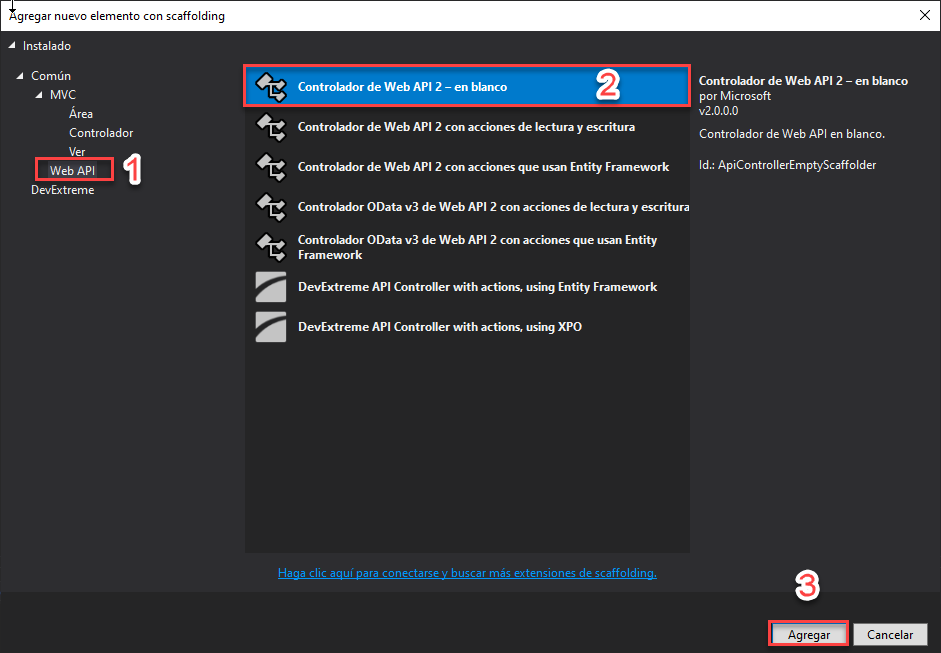 Agregar nuevo elemento con scaffolding
Instalado
Común
MVC
Área
Controlador
Ver
Web API
1
DevExtreme
Controlador de Web API 2 – en blanco
2
Controlador de Web API 2 con acciones de lectura y escritura
Controlador de Web API 2 con acciones que usan Entity Framework
Controlador OData v3 de Web API 2 con acciones de lectura y escritura
Controlador OData v3 de Web API 2 con acciones que usan Entity
Framework
DevExtreme API Controller with actions, using Entity Framework
DevExtreme API Controller with actions, using XPO
Controlador de Web API 2 – en blanco
por Microsoft
v2.0.0.0
Controlador de Web API en blanco.
Id.: ApiControllerEmptyScaffolder
Haga clic aquí para conectarse y buscar más extensiones de scaffolding.
3
Agregar
Cancelar